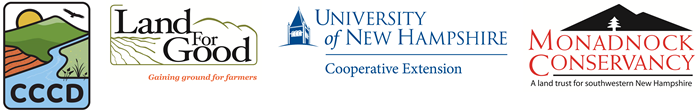 CCCD
Land
For
Good
Gaining ground for farmers
UNIVERSITY
of NEW HAMPSHIRE
Cooperative Extension
MONADNOCK
CONSERVANCY
A land trust for southwestern New Hampshire